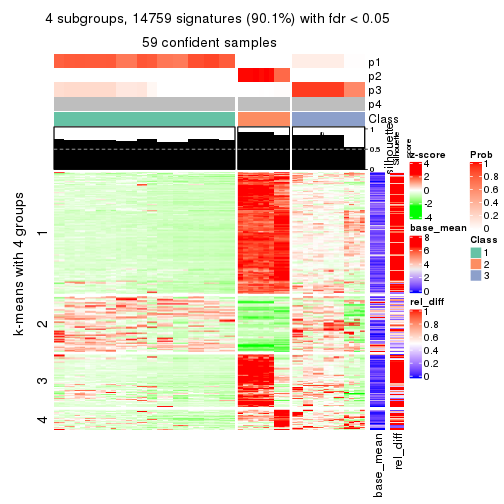 4 subgroups, 14759 signatures (90.1%) with fdr < 0.05
59 confident samples
p1
p2
p3
p4
Class
1
0.5
0
silhouette
Silhouette
score
k-means with 4 groups
1
2
3
4
base_mean
rel_diff
z-score
4
2
0
-2
-4
base_mean
8
6
4
2
0
rel_diff
1
0.8
0.6
0.4
0.2
0
Prob
1
0.8
0.6
0.4
0.2
0
Class
1
2
3